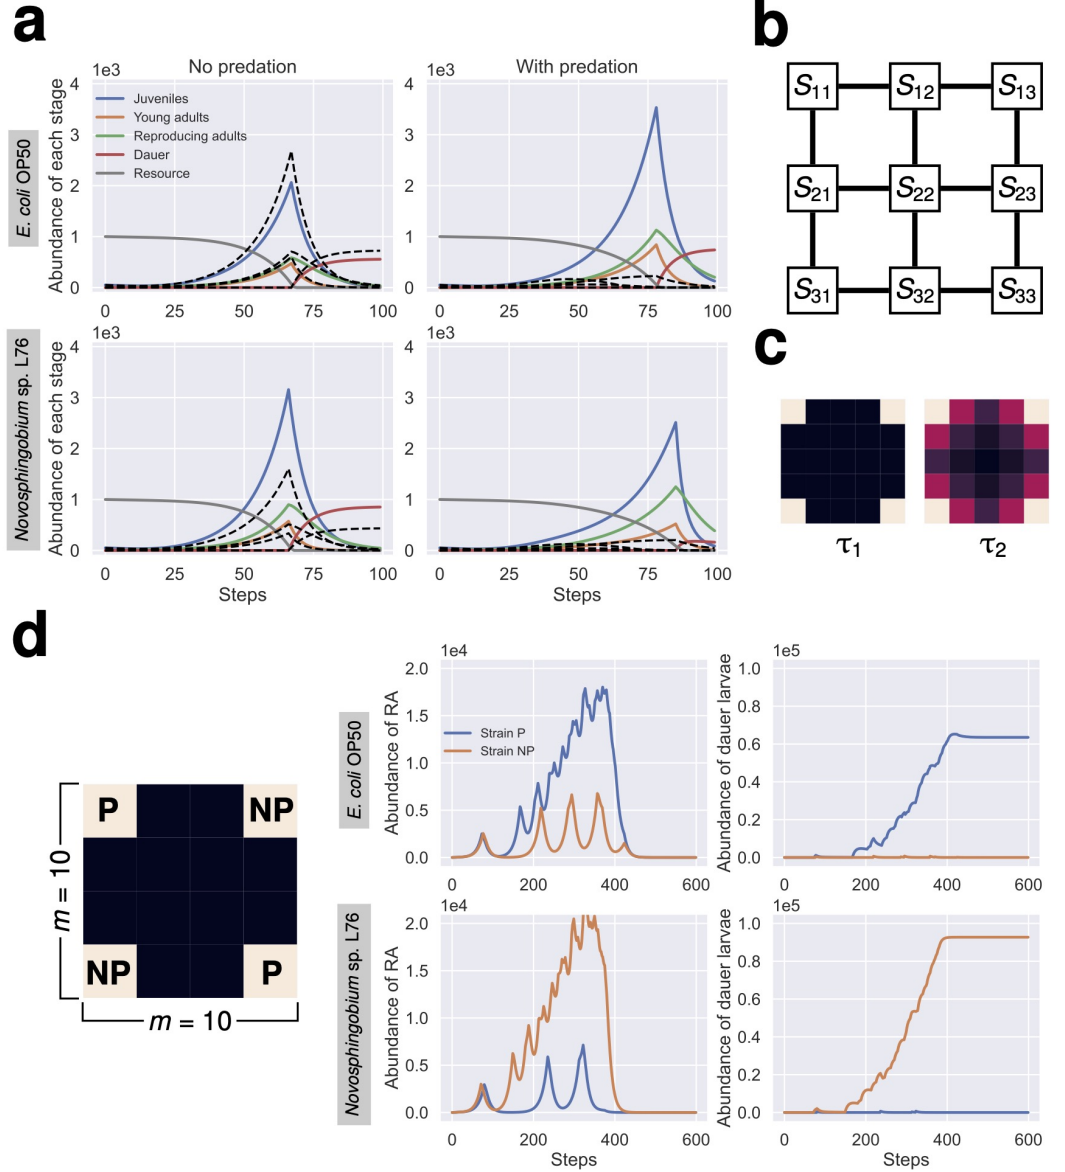 a
No predation
With predation
E. coli OP50
Abundance of each stage
1e3
4
3
2
1
0
Juveniles
Young adults
Reproducing adults
Dauer
Resource
0 25 50 75 100
1e3
4
3
2
1
0
0 25 50 75 100
Novosphingobium sp. L76
Abundance of each stage
1e3
4
3
2
1
0
0 25 50 75 100
Steps
1e3
4
3
2
1
0
0 25 50 75 100
Steps
b
S11 S12 S13
S21 S22 S23
S31 S32 S33
c
τ1 τ2
d
P NP
NP P
m = 10
m = 10
E. coli OP50
Abundance of RA
1e4
2.0
1.5
1.0
0.5
0.0
Strain P
Strain NP
0 200 400 600
Abundance of dauer larvae
1e5
1.0
0.8
0.6
0.4
0.2
0.0
0 200 400 600
Novosphingobium sp. L76
Abundance of RA
1e4
2.0
1.5
1.0
0.5
0.0
0 200 400 600
Steps
Abundance of dauer larvae
1e5
1.0
0.8
0.6
0.4
0.2
0.0
0 200 400 600
Steps